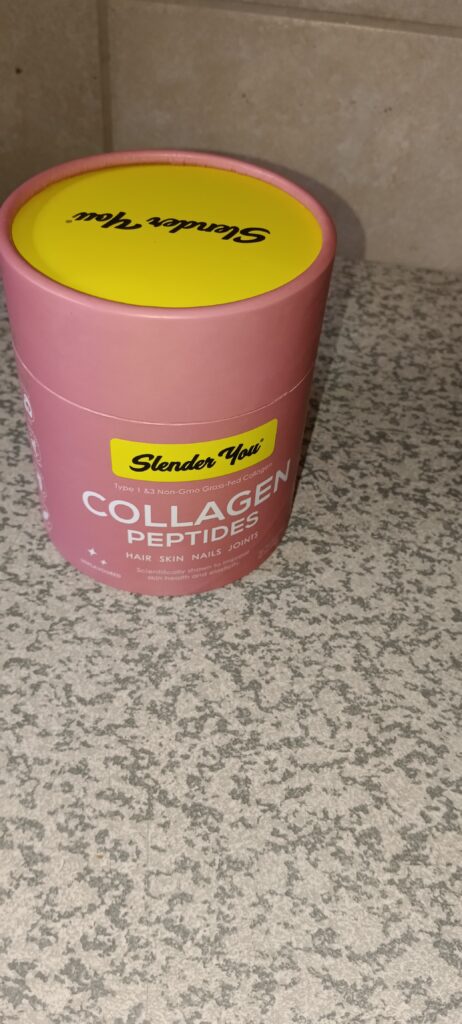 Slender You®
Slender You®
Type 1 &3 Non-Gmo Grass-Fed Collagen
COLLAGEN
PEPTIDES
HAIR SKIN NAILS JOINTS
Scientifically shown to improve
skin health and elasticity
UNFLAVOURED